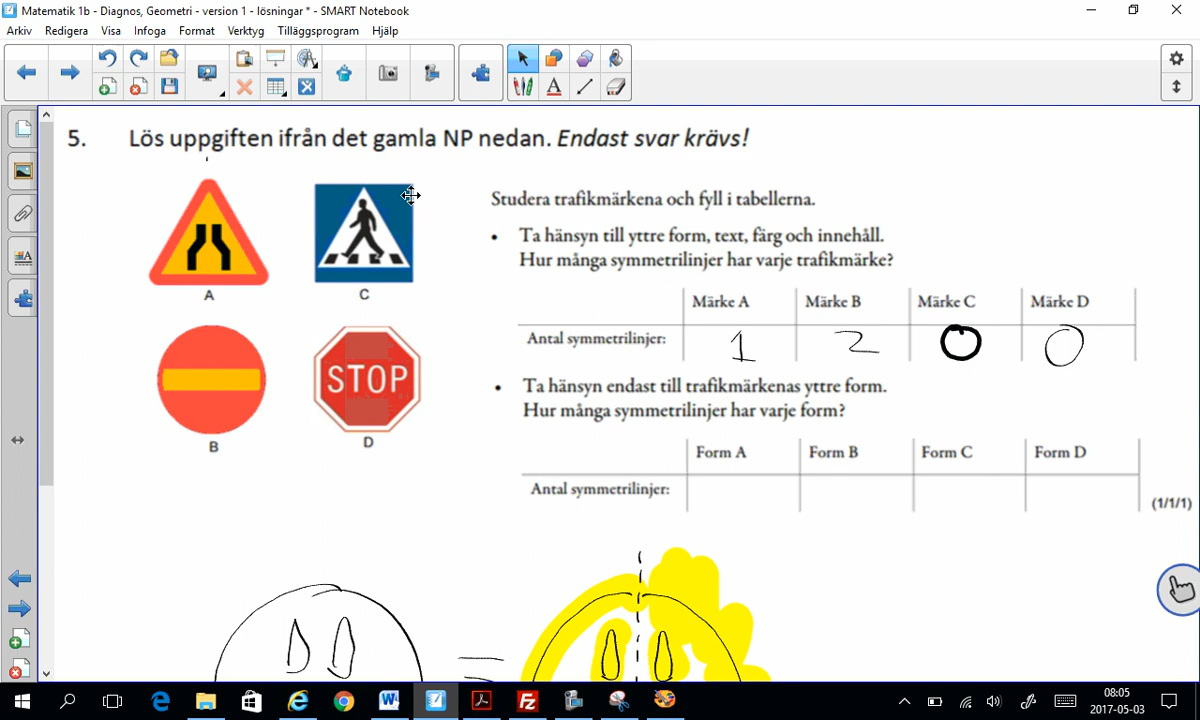 Matematik 1b - Diagnos, Geometri - version 1 - lösningar * - SMART Notebook
Arkiv Redigera Visa Infoga Format Verktyg Tilläggsprogram Hjälp
5. Lös uppgiften ifrån det gamla NP nedan. Endast svar krävs!
A
C
B
STOP
D
Studera trafikmärkena och fyll i tabellerna.
• Ta hänsyn till yttre form, text, färg och innehåll.
Hur många symmetrilinjer har varje trafikmärke?
Märke A Märke B Märke C Märke D
Antal symmetrilinjer: 1 2 0 0
• Ta hänsyn endast till trafikmärkenas yttre form.
Hur många symmetrilinjer har varje form?
Form A Form B Form C Form D
Antal symmetrilinjer:
(1/1/1)
=
08:05
2017-05-03